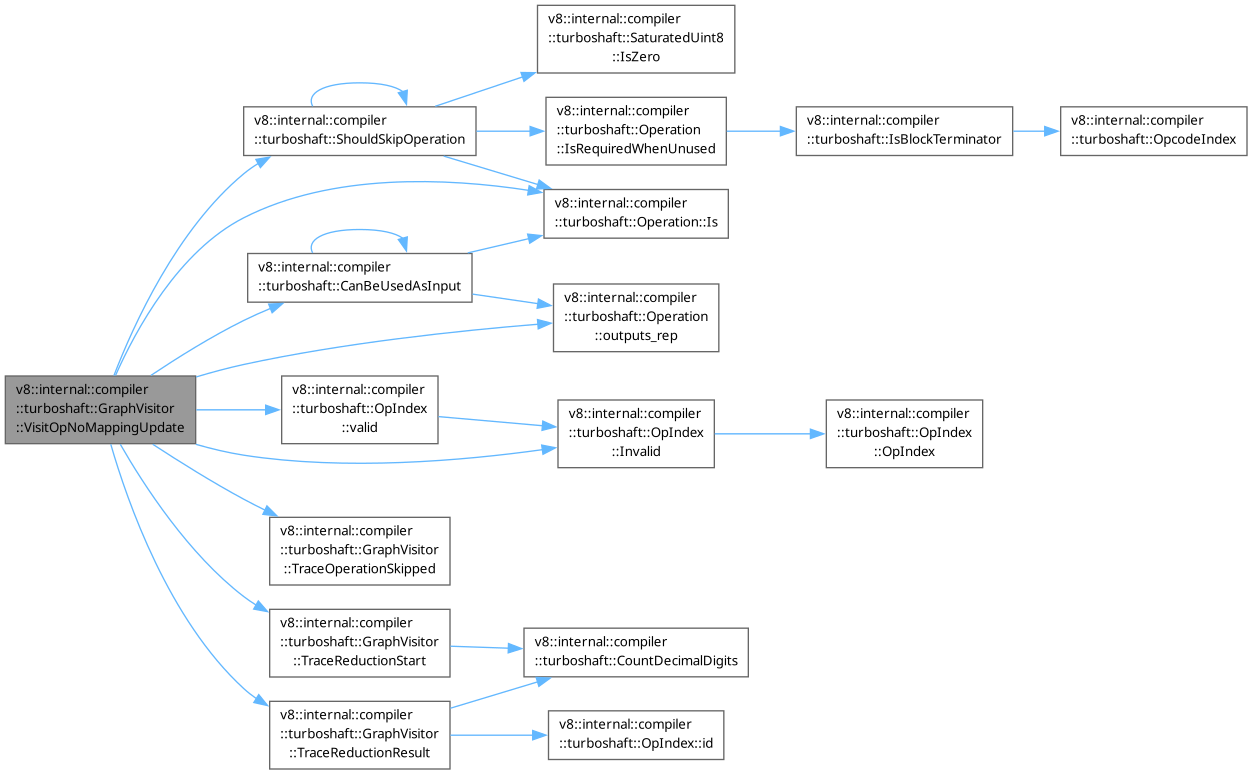 v8::internal::compiler
::turboshaft::GraphVisitor
::VisitOpNoMappingUpdate
v8::internal::compiler
::turboshaft::ShouldSkipOperation
v8::internal::compiler
::turboshaft::SaturatedUint8
::IsZero
v8::internal::compiler
::turboshaft::Operation
::IsRequiredWhenUnused
v8::internal::compiler
::turboshaft::IsBlockTerminator
v8::internal::compiler
::turboshaft::OpcodeIndex
v8::internal::compiler
::turboshaft::Operation::Is
v8::internal::compiler
::turboshaft::CanBeUsedAsInput
v8::internal::compiler
::turboshaft::Operation
::outputs_rep
v8::internal::compiler
::turboshaft::OpIndex
::valid
v8::internal::compiler
::turboshaft::OpIndex
::Invalid
v8::internal::compiler
::turboshaft::OpIndex
::OpIndex
v8::internal::compiler
::turboshaft::GraphVisitor
::TraceOperationSkipped
v8::internal::compiler
::turboshaft::GraphVisitor
::TraceReductionStart
v8::internal::compiler
::turboshaft::CountDecimalDigits
v8::internal::compiler
::turboshaft::GraphVisitor
::TraceReductionResult
v8::internal::compiler
::turboshaft::OpIndex::id